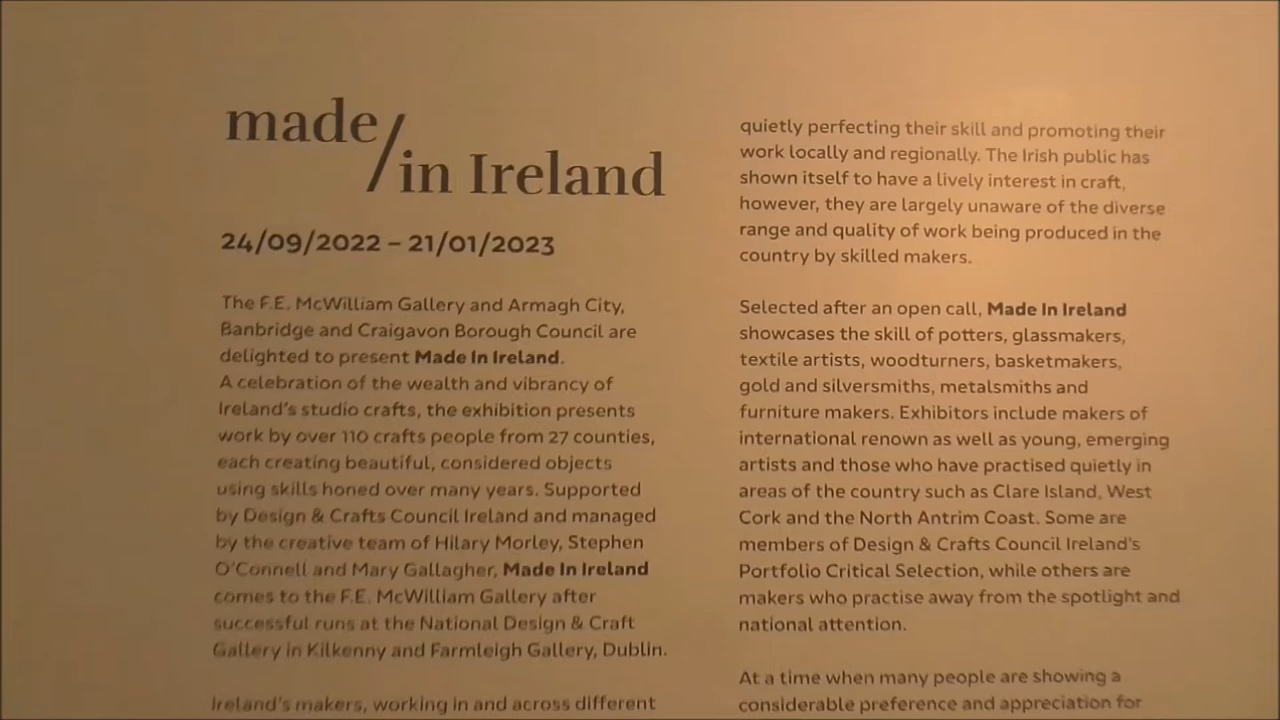 made/
in Ireland
24/09/2022 – 21/01/2023
The F.E. McWilliam Gallery and Armagh City,
Banbridge and Craigavon Borough Council are
delighted to present Made In Ireland.
A celebration of the wealth and vibrancy of
Ireland's studio crafts, the exhibition presents
work by over 110 crafts people from 27 counties,
each creating beautiful, considered objects
using skills honed over many years. Supported
by Design & Crafts Council Ireland and managed
by the creative team of Hilary Morley, Stephen
O'Connell and Mary Gallagher, Made In Ireland
comes to the F.E. McWilliam Gallery after
successful runs at the National Design & Craft
Gallery in Kilkenny and Farmleigh Gallery, Dublin.
Ireland's makers, working in and across different
quietly perfecting their skill and promoting their
work locally and regionally. The Irish public has
shown itself to have a lively interest in craft,
however, they are largely unaware of the diverse
range and quality of work being produced in the
country by skilled makers.
Selected after an open call, Made In Ireland
showcases the skill of potters, glassmakers,
textile artists, woodturners, basketmakers,
gold and silversmiths, metalsmiths and
furniture makers. Exhibitors include makers of
international renown as well as young, emerging
artists and those who have practised quietly in
areas of the country such as Clare Island, West
Cork and the North Antrim Coast. Some are
members of Design & Crafts Council Ireland's
Portfolio Critical Selection, while others are
makers who practise away from the spotlight and
national attention.
At a time when many people are showing a
considerable preference and appreciation for